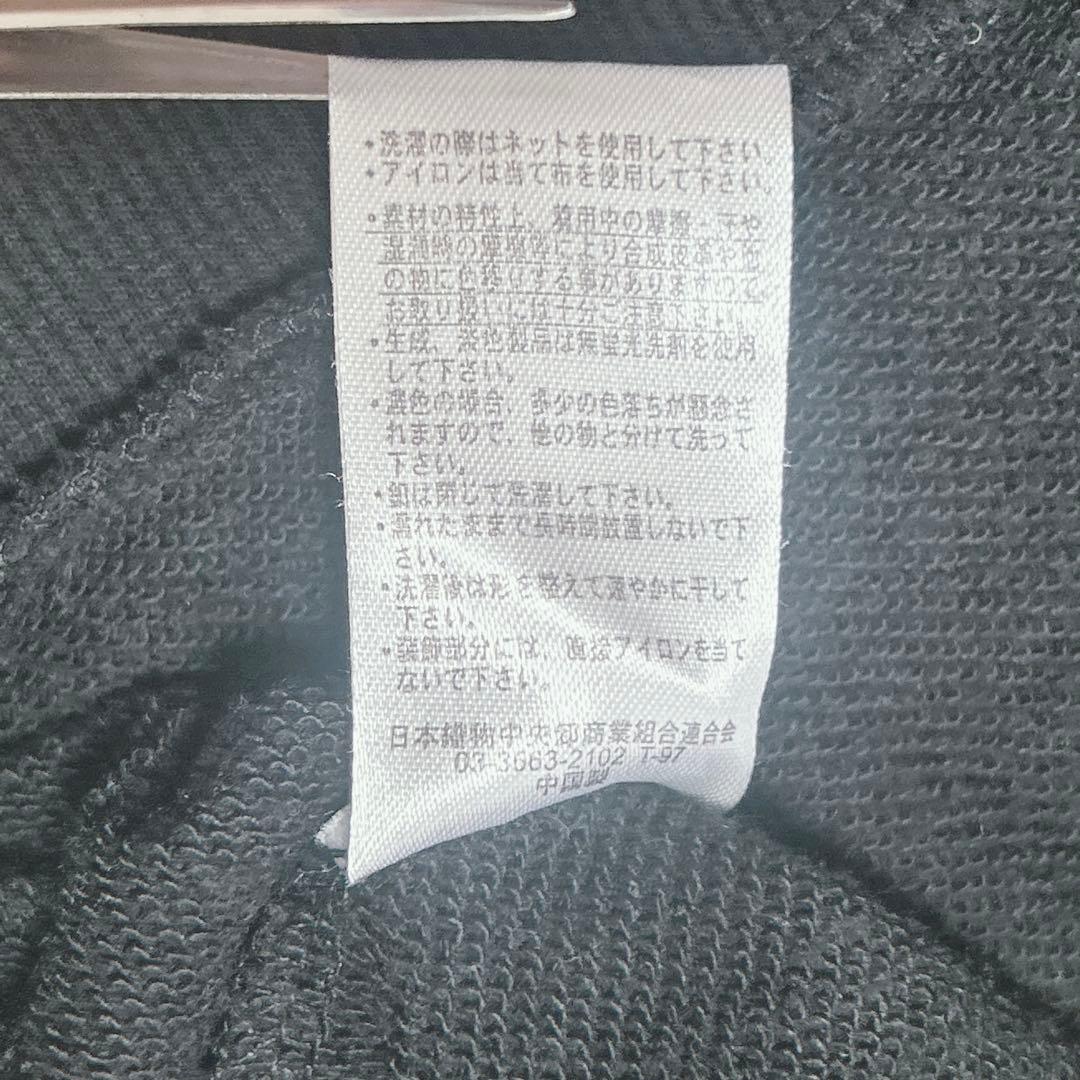 ・洗濯の際はネットを使用して下さい。
・アイロンは当て布を使用して下さい。
・素材の特性上、着用中の摩擦・汗や
湿潤時の摩擦等により合成皮革や他
の物に色移りする事がありますので、
お取り扱いには十分ご注意下さい。
・生成、淡色製品は無蛍光洗剤を使用
して下さい。
・濃色の場合、多少の色落ちが懸念さ
れますので、他の物と分けて洗って
下さい。
・釦は閉じて洗濯して下さい。
・濡れたままで長時間放置しないで下
さい。
・洗濯後は形を整えて速やかに干して
下さい。
・装飾部分には、直接アイロンを当て
ないで下さい。
日本織物中央卸商業組合連合会
03-3663-2102 T-97
中国製